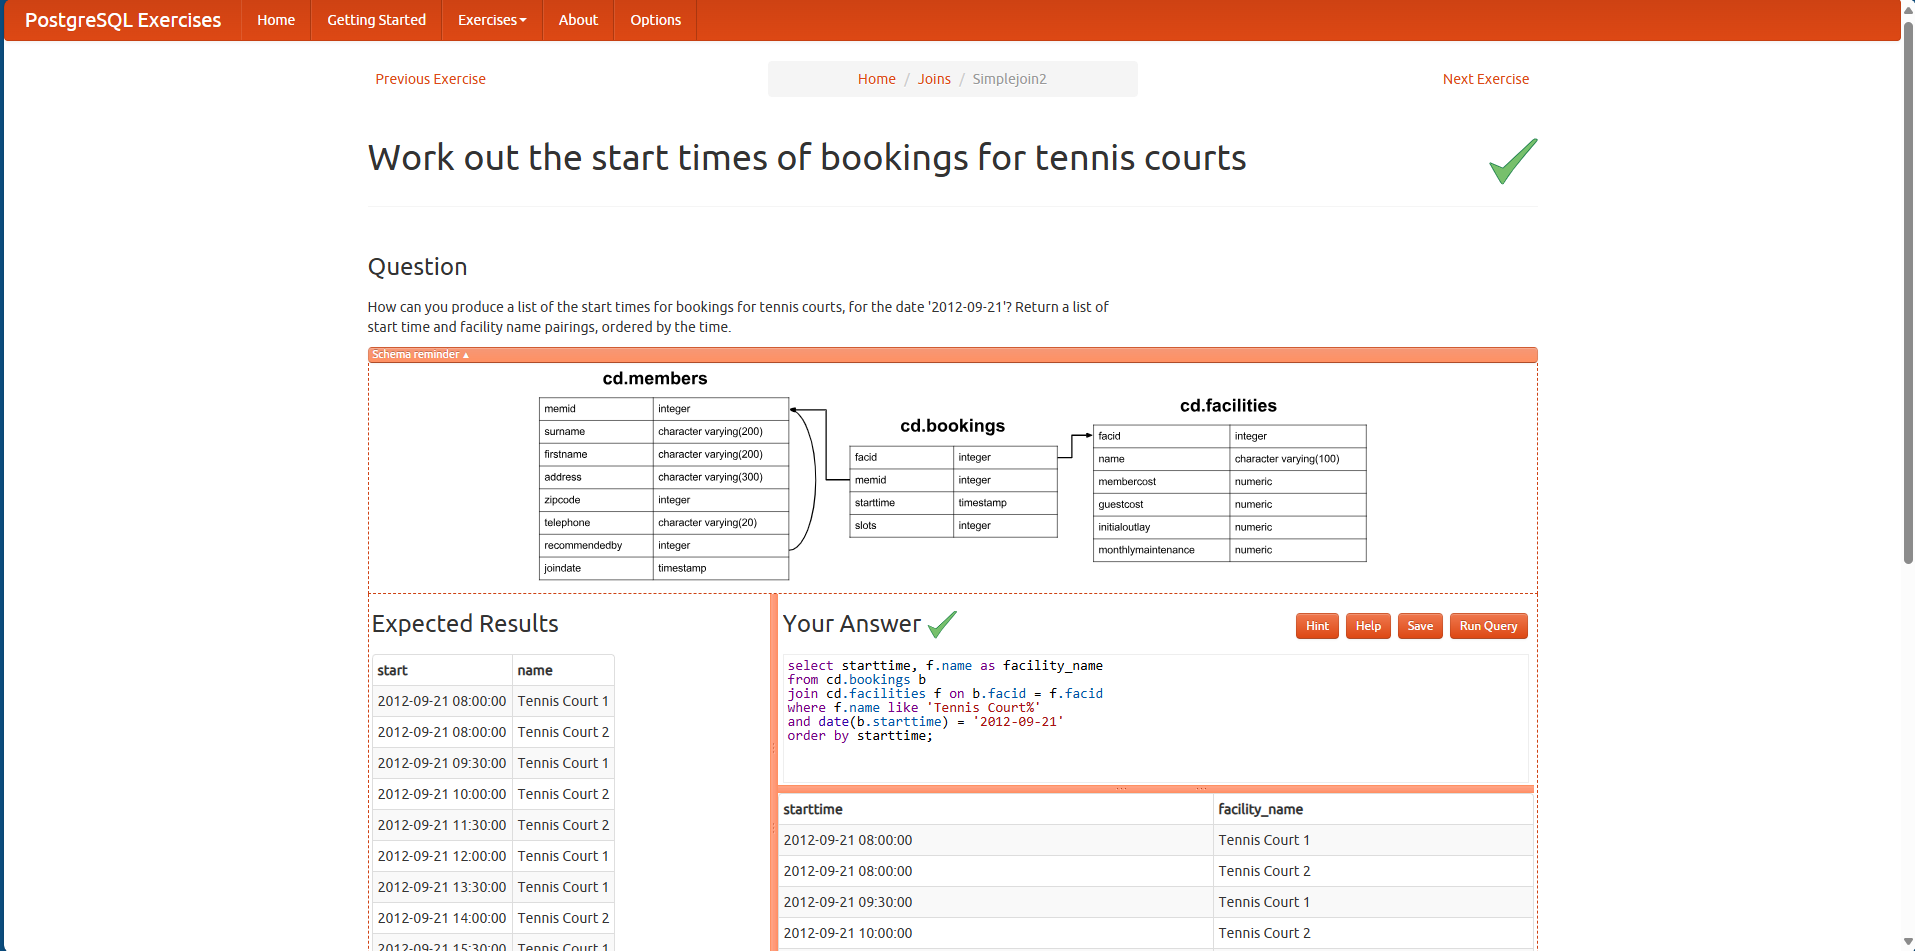 PostgreSQL Exercises Home Getting Started Exercises About Options
Previous Exercise Home / Joins / Simplejoin2 Next Exercise
Work out the start times of bookings for tennis courts
Question
How can you produce a list of the start times for bookings for tennis courts, for the date '2012-09-21'? Return a list of
start time and facility name pairings, ordered by the time.
Schema reminder ▲
cd.members
memid integer
surname character varying(200)
firstname character varying(200)
address character varying(300)
zipcode integer
telephone character varying(20)
recommendedby integer
joindate timestamp
cd.bookings
facid integer
memid integer
starttime timestamp
slots integer
cd.facilities
facid integer
name character varying(100)
membercost numeric
guestcost numeric
initialoutlay numeric
monthlymaintenance numeric
Expected Results
start name
2012-09-21 08:00:00 Tennis Court 1
2012-09-21 08:00:00 Tennis Court 2
2012-09-21 09:30:00 Tennis Court 1
2012-09-21 10:00:00 Tennis Court 2
2012-09-21 11:30:00 Tennis Court 2
2012-09-21 12:00:00 Tennis Court 1
2012-09-21 13:30:00 Tennis Court 1
2012-09-21 14:00:00 Tennis Court 2
2012-09-21 15:30:00 Tennis Court 1
Your Answer Hint Help Save Run Query
select starttime, f.name as facility_name
from cd.bookings b
join cd.facilities f on b.facid = f.facid
where f.name like 'Tennis Court%'
and date(b.starttime) = '2012-09-21'
order by starttime;
starttime facility_name
2012-09-21 08:00:00 Tennis Court 1
2012-09-21 08:00:00 Tennis Court 2
2012-09-21 09:30:00 Tennis Court 1
2012-09-21 10:00:00 Tennis Court 2